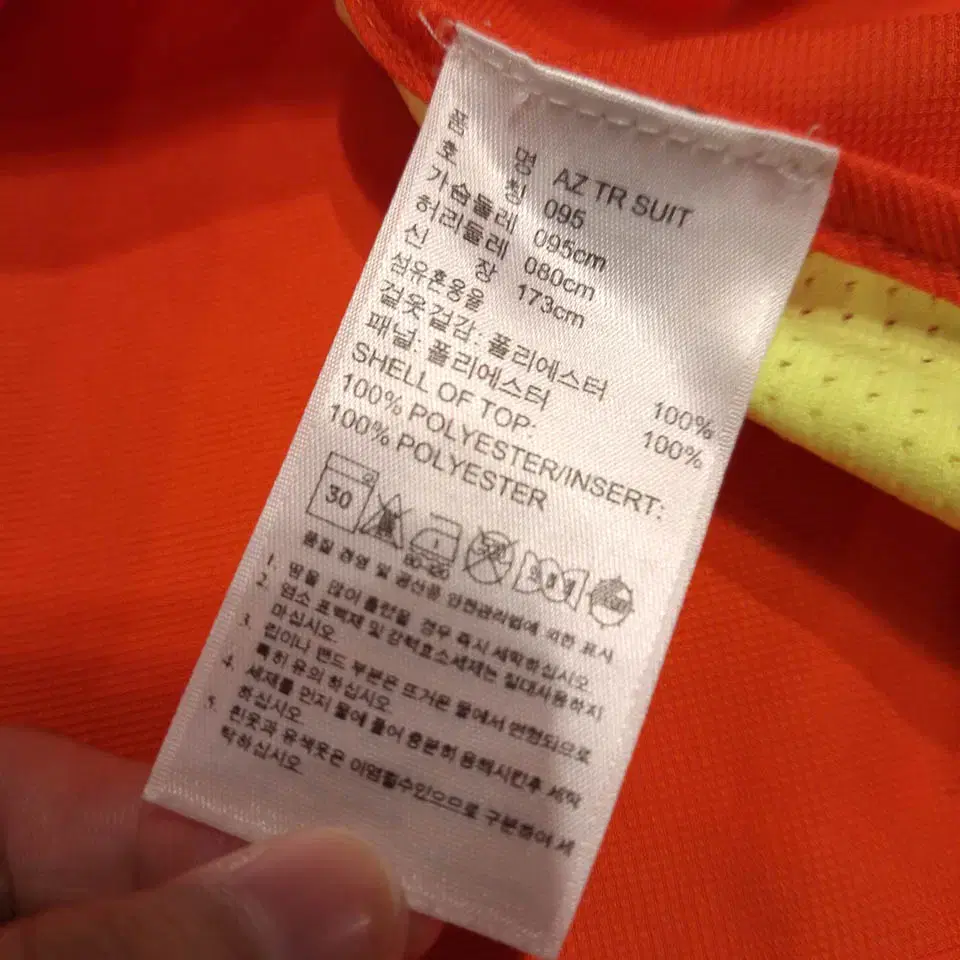 품 명 AZ TR SUIT
호 칭 095
가슴둘레 095cm
허리둘레 080cm
신 장 173cm
섬유혼용율
겉옷겉감: 폴리에스터 100%
패널: 폴리에스터 100%
SHELL OF TOP:
100% POLYESTER/INSERT:
100% POLYESTER
30
품질 경영 및 공산품 안전관리법에 의한 표시
1. 땀을 많이 흘렸을 경우 즉시 세탁하십시오
2. 염소 표백제 및 강력효소세제는 절대사용하지
마십시오
3. 킵이나 밴드 부분은 뜨거운 물에서 변형되므로
특히 유의 하십시오
4. 세제를 먼저 물에 풀어 충분히 용해시킨후 세탁
하십시오
5. 흰옷과 유색옷은 이염될수있으므로 구분하여 세
탁하십시오